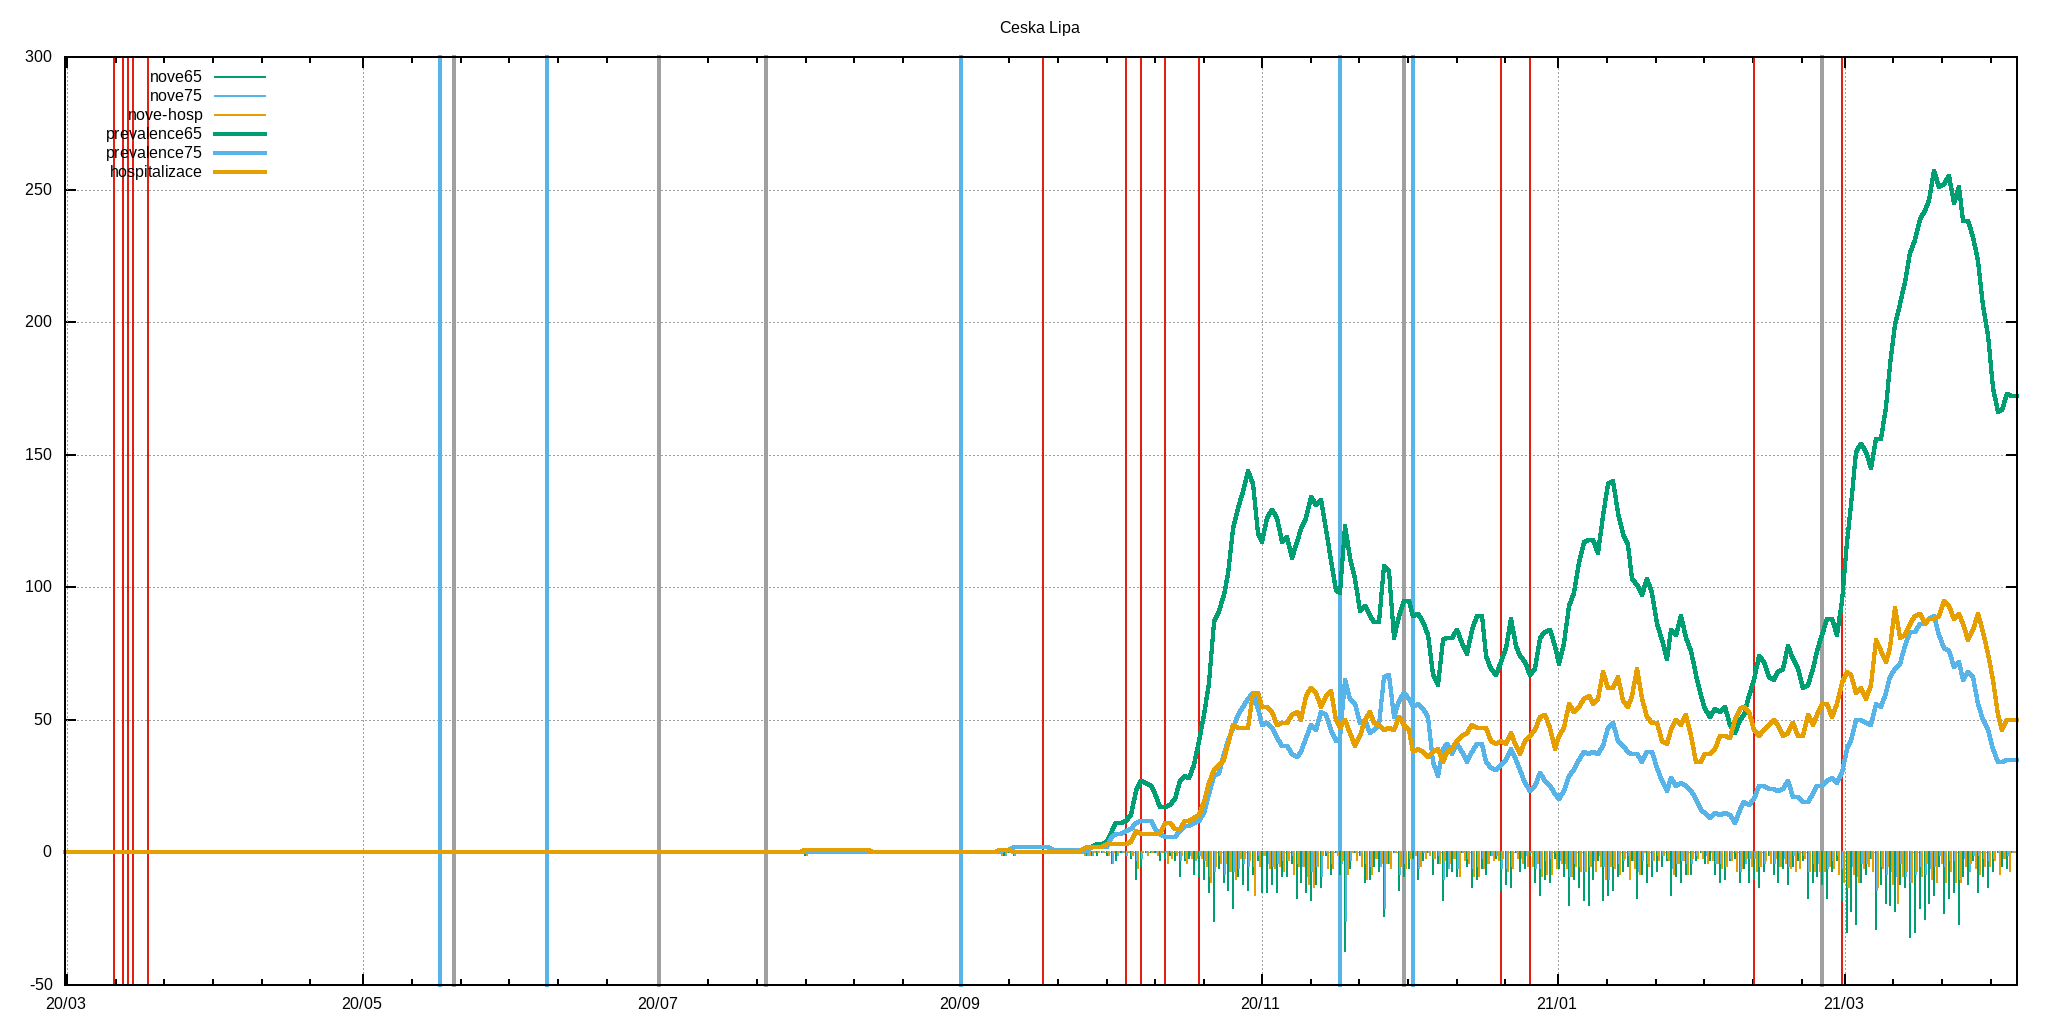 Ceska Lipa
300
nove65
nove75
nove-hosp
prevalence65
prevalence75
hospitalizace
250
200
150
100
50
0
-50
20/03 20/05 20/07 20/09 20/11 21/01 21/03